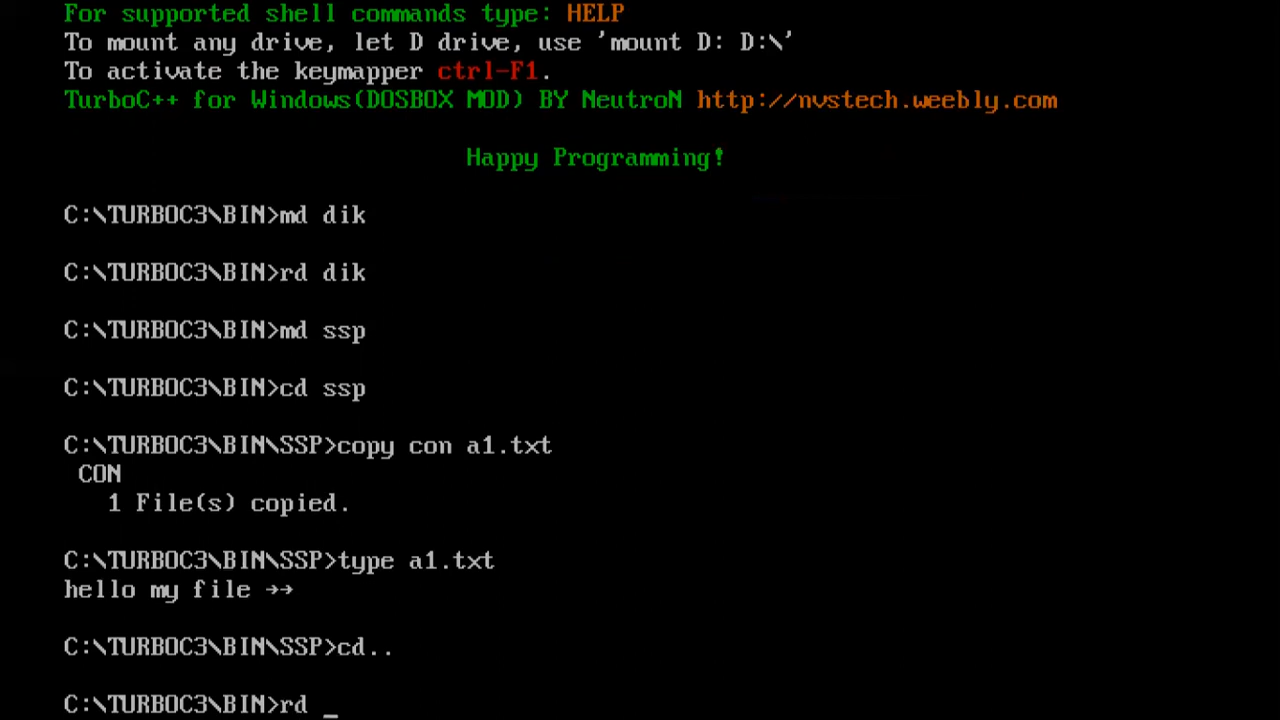 For supported shell commands type: HELP
To mount any drive, let D drive, use 'mount D: D:\'
To activate the keymapper ctrl-F1.
TurboC++ for Windows(DOSBOX MOD) BY NeutroN http://nvstech.weebly.com
Happy Programming!
C:\TURBOC3\BIN>md dik
C:\TURBOC3\BIN>rd dik
C:\TURBOC3\BIN>md ssp
C:\TURBOC3\BIN>cd ssp
C:\TURBOC3\BIN\SSP>copy con a1.txt
CON
1 File(s) copied.
C:\TURBOC3\BIN\SSP>type a1.txt
hello my file →→
C:\TURBOC3\BIN\SSP>cd..
C:\TURBOC3\BIN>rd _